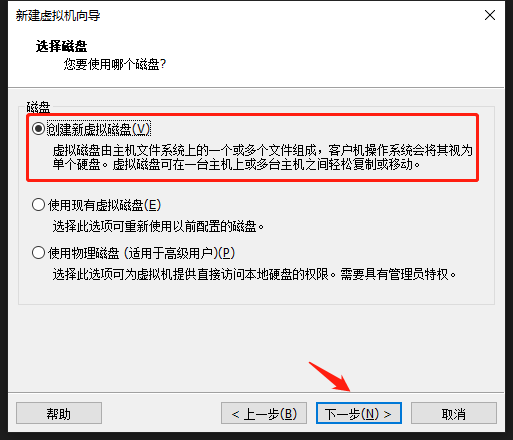 新建虚拟机向导
选择磁盘
您要使用哪个磁盘?
磁盘
创建新虚拟磁盘(V)
虚拟磁盘由主机文件系统上的一个或多个文件组成，客户机操作系统会将其视为
单个硬盘。虚拟磁盘可在一台主机上或多台主机之间轻松复制或移动。
使用现有虚拟磁盘(E)
选择此选项可重新使用以前配置的磁盘。
使用物理磁盘 (适用于高级用户)(P)
选择此选项可为虚拟机提供直接访问本地硬盘的权限。需要具有管理员特权。
帮助
< 上一步(B)
下一步(N) >
取消